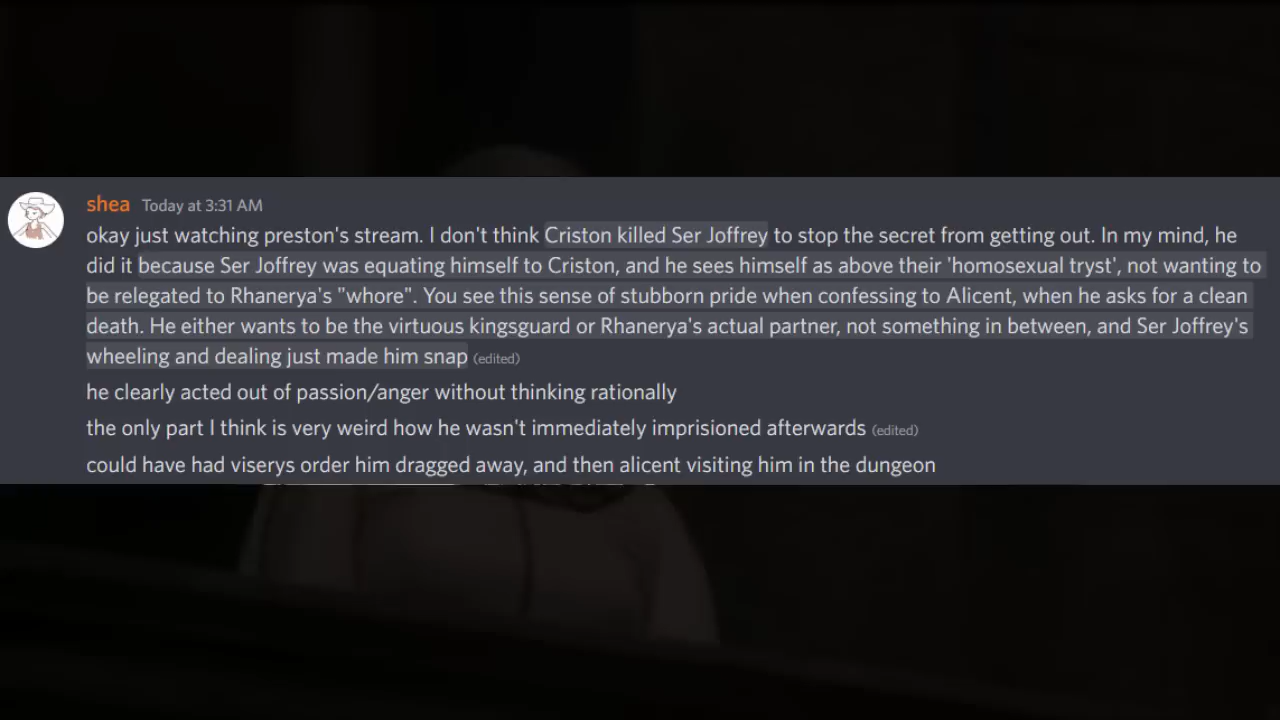 shea Today at 3:31 AM
okay just watching preston's stream. I don't think Criston killed Ser Joffrey to stop the secret from getting out. In my mind, he
did it because Ser Joffrey was equating himself to Criston, and he sees himself as above their 'homosexual tryst', not wanting to
be relegated to Rhanerya's "whore". You see this sense of stubborn pride when confessing to Alicent, when he asks for a clean
death. He either wants to be the virtuous kingsguard or Rhanerya's actual partner, not something in between, and Ser Joffrey's
wheeling and dealing just made him snap (edited)
he clearly acted out of passion/anger without thinking rationally
the only part I think is very weird how he wasn't immediately imprisioned afterwards (edited)
could have had viserys order him dragged away, and then alicent visiting him in the dungeon